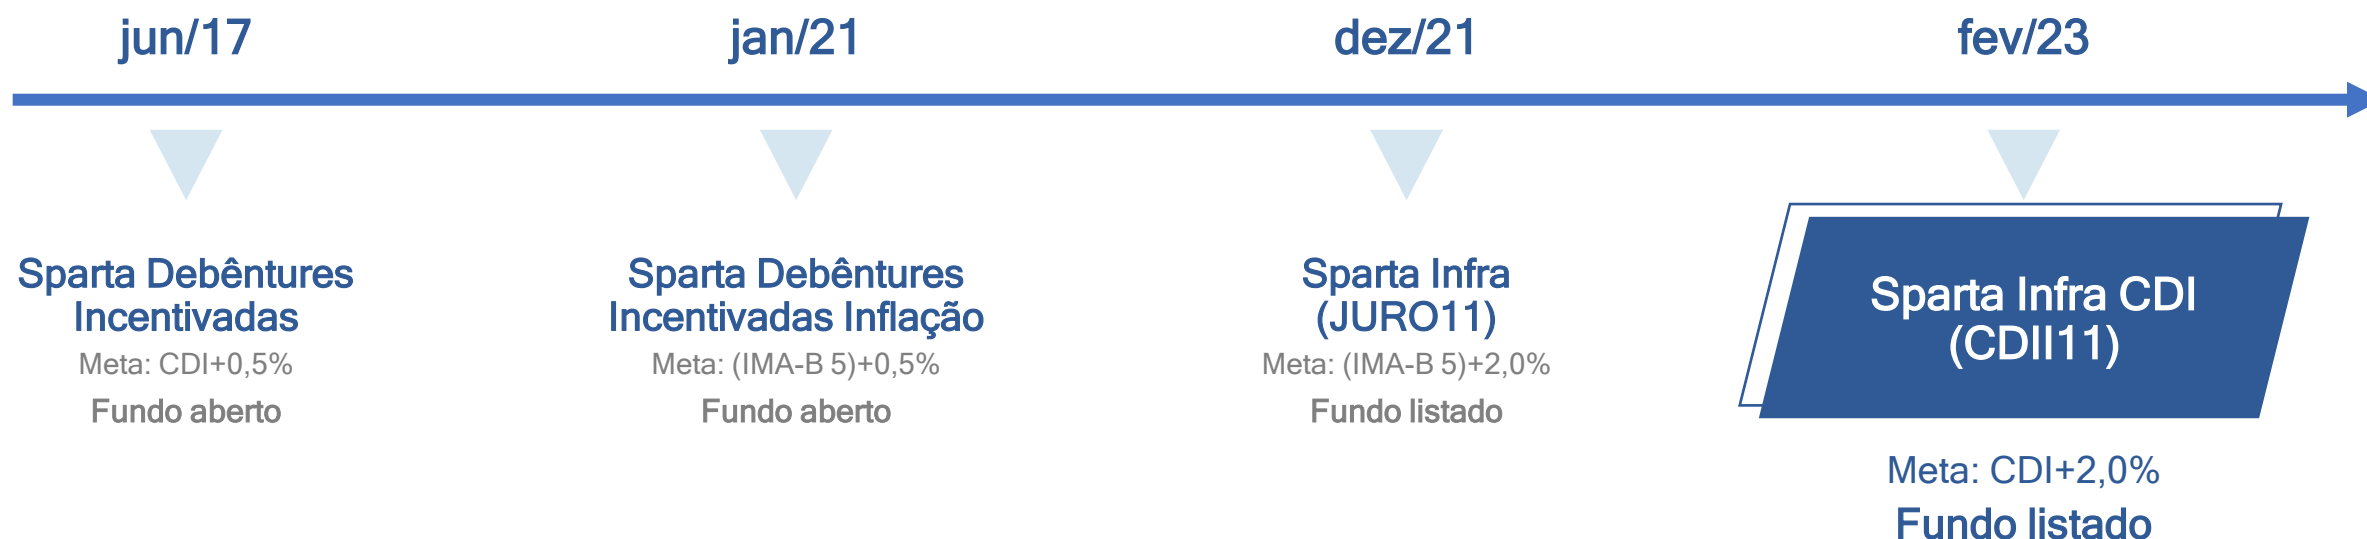 jun/17
jan/21
dez/21
fev/23
Sparta Debêntures
Incentivadas
Meta: CDI+0,5%
Fundo aberto
Sparta Debêntures
Incentivadas Inflação
Meta: (IMA-B 5)+0,5%
Fundo aberto
Sparta Infra
(JURO11)
Meta: (IMA-B 5)+2,0%
Fundo listado
Sparta Infra CDI
(CDII11)
Meta: CDI+2,0%
Fundo listado